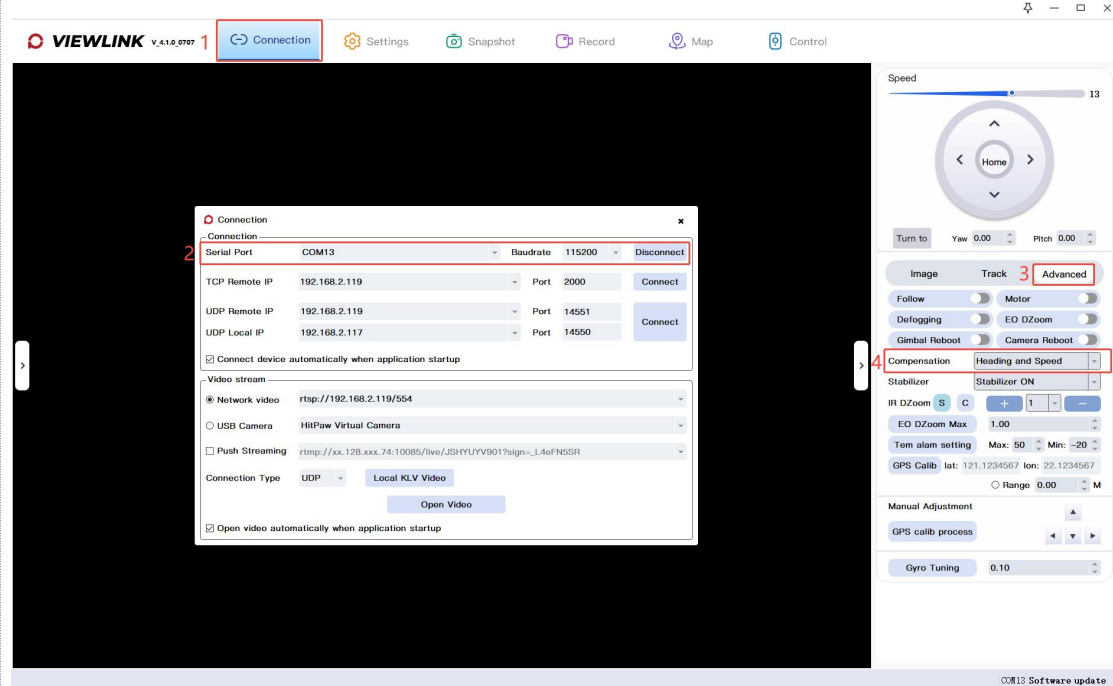 VIEWLINK V_4.1.0_0707 1 Connection Settings Snapshot Record Map Control
Connection
Connection
2 Serial Port COM13 Baudrate 115200 Disconnect
TCP Remote IP 192.168.2.119 Port 2000 Connect
UDP Remote IP 192.168.2.119 Port 14551
Connect
UDP Local IP 192.168.2.117 Port 14550
Connect device automatically when application startup
Video stream
Network video rtsp://192.168.2.119/554
USB Camera HitPaw Virtual Camera
Push Streaming rtmp://xx.128.xxx.74:10085/live/JSHYUYV901?sign=_L4eFN5SR
Connection Type UDP Local KLV Video
Open Video
Open video automatically when application startup
Speed
13
Home
Turn to Yaw 0.00 Pitch 0.00
Image Track 3 Advanced
Follow Motor
Defogging EO DZoom
Gimbal Reboot Camera Reboot
4 Compensation Heading and Speed
Stabilizer Stabilizer ON
IR DZoom S C + 1 −
EO DZoom Max 1.00
Tem alam setting Max: 50 Min: -20
GPS Calib lat: 121.1234567 lon: 22.1234567
Range 0.00 M
Manual Adjustment
GPS calib process
Gyro Tuning 0.10
COM13 Software update